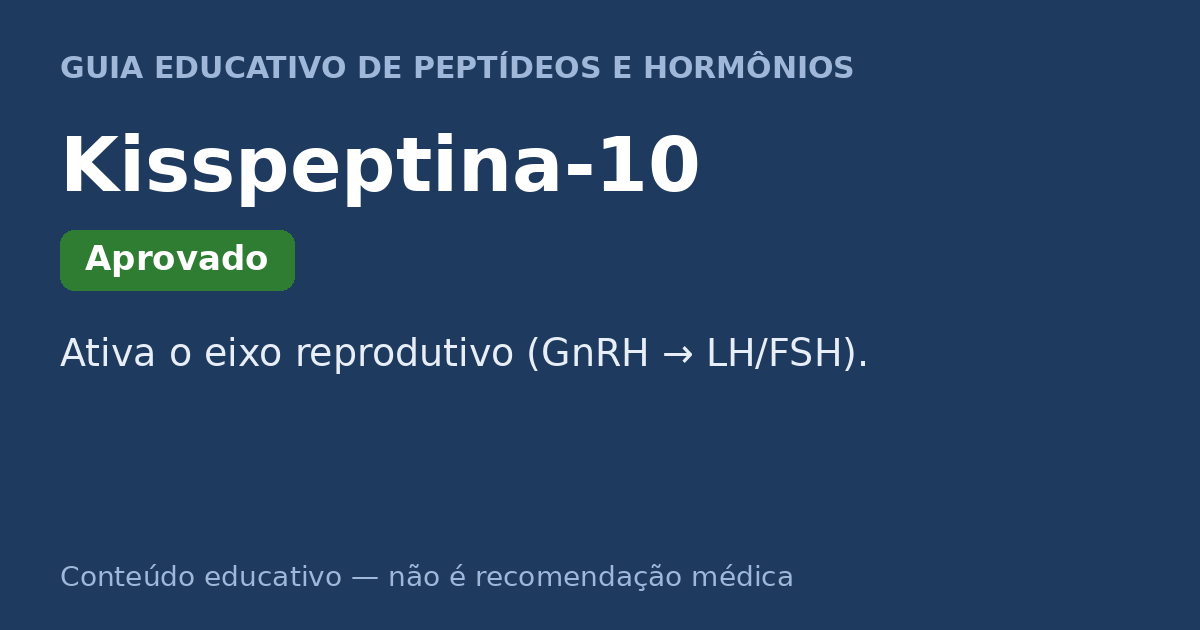 GUIA EDUCATIVO DE PEPTÍDEOS E HORMÔNIOS
Kisspeptina-10
Aprovado
Ativa o eixo reprodutivo (GnRH → LH/FSH).
Conteúdo educativo — não é recomendação médica